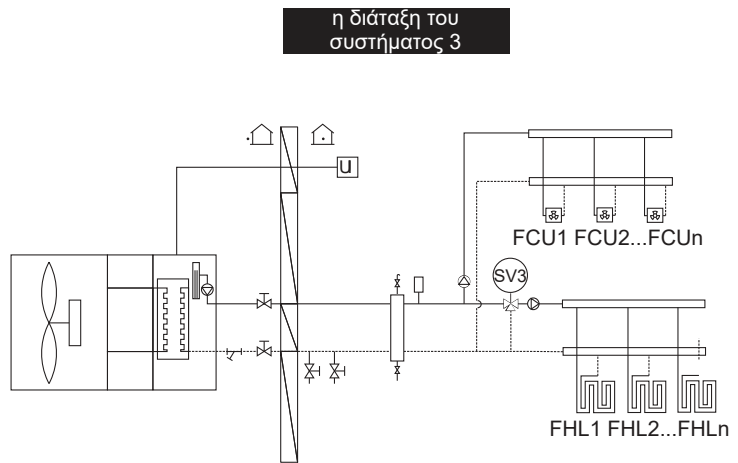 η διάταξη του
συστήματος 3
u
FCU1 FCU2...FCUn
SV3
FHL1 FHL2...FHLn